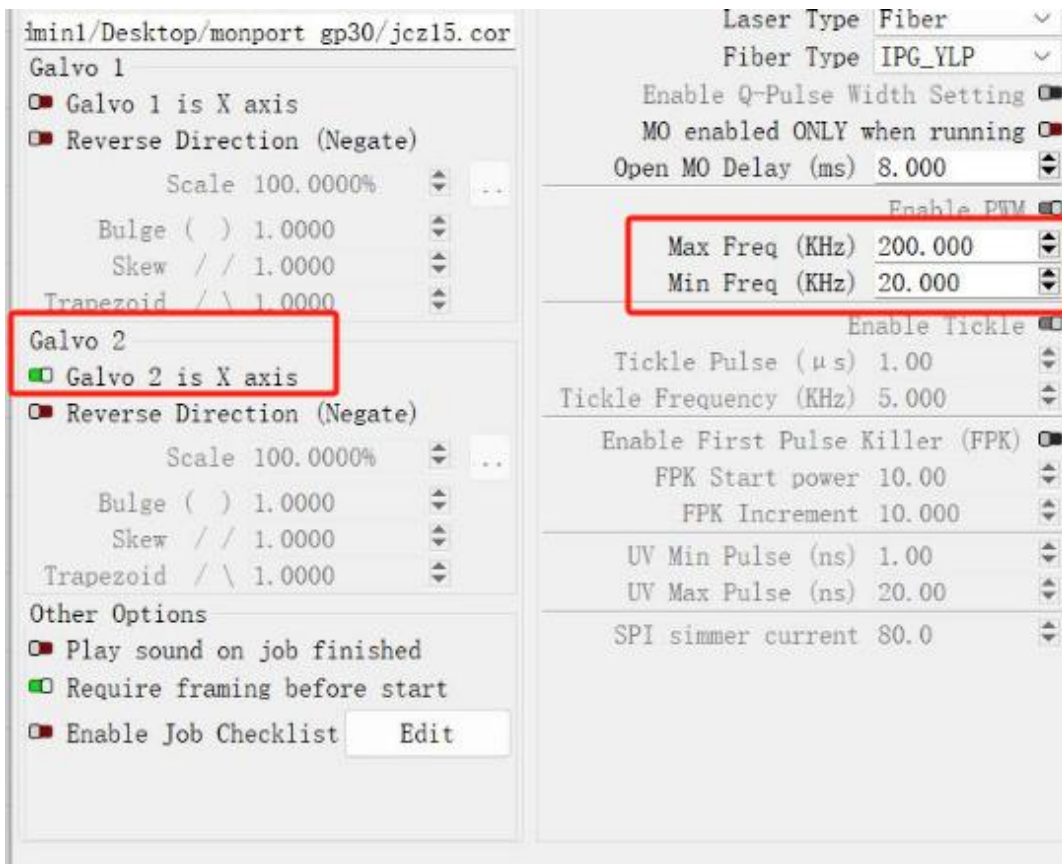 lmin1/Desktop/monport gp30/jcz15.cor
Galvo 1
Galvo 1 is X axis
Reverse Direction (Negate)
Scale 100.0000% ..
Bulge ( ) 1.0000
Skew / / 1.0000
Trapezoid / \ 1.0000
Galvo 2
Galvo 2 is X axis
Reverse Direction (Negate)
Scale 100.0000% ..
Bulge ( ) 1.0000
Skew / / 1.0000
Trapezoid / \ 1.0000
Other Options
Play sound on job finished
Require framing before start
Enable Job Checklist Edit
Laser Type Fiber
Fiber Type IPG_YLP
Enable Q-Pulse Width Setting
MO enabled ONLY when running
Open MO Delay (ms) 8.000
Enable PWM
Max Freq (KHz) 200.000
Min Freq (KHz) 20.000
Enable Tickle
Tickle Pulse (μs) 1.00
Tickle Frequency (KHz) 5.000
Enable First Pulse Killer (FPK)
FPK Start power 10.00
FPK Increment 10.000
UV Min Pulse (ns) 1.00
UV Max Pulse (ns) 20.00
SPI simmer current 80.0